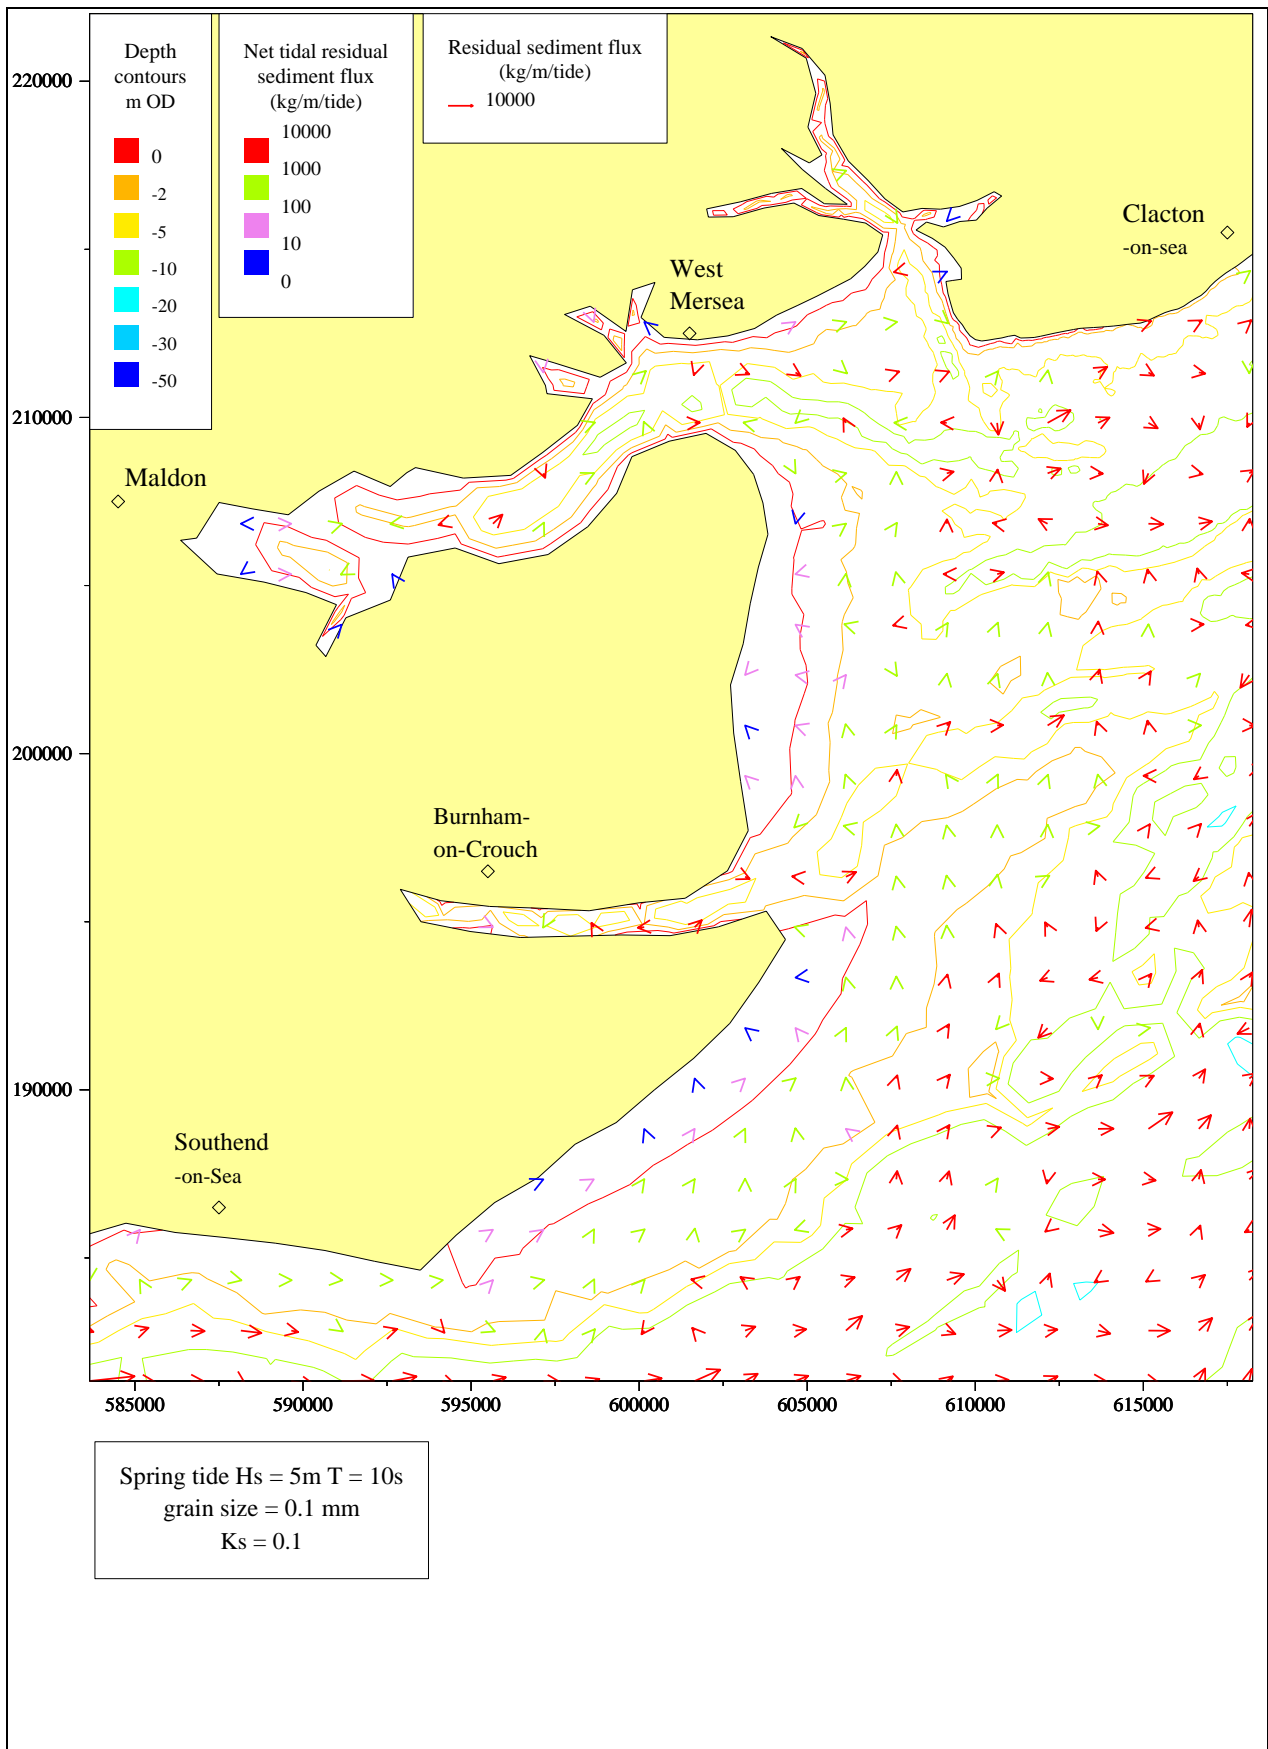 Depth
contours
m OD
0
-2
-5
-10
-20
-30
-50
Net tidal residual
sediment flux
(kg/m/tide)
10000
1000
100
10
0
Residual sediment flux
(kg/m/tide)
10000
220000
210000
200000
190000
Clacton
-on-sea
West
Mersea
Maldon
Burnham-
on-Crouch
Southend
-on-Sea
585000 590000 595000 600000 605000 610000 615000
Spring tide Hs = 5m T = 10s
grain size = 0.1 mm
Ks = 0.1